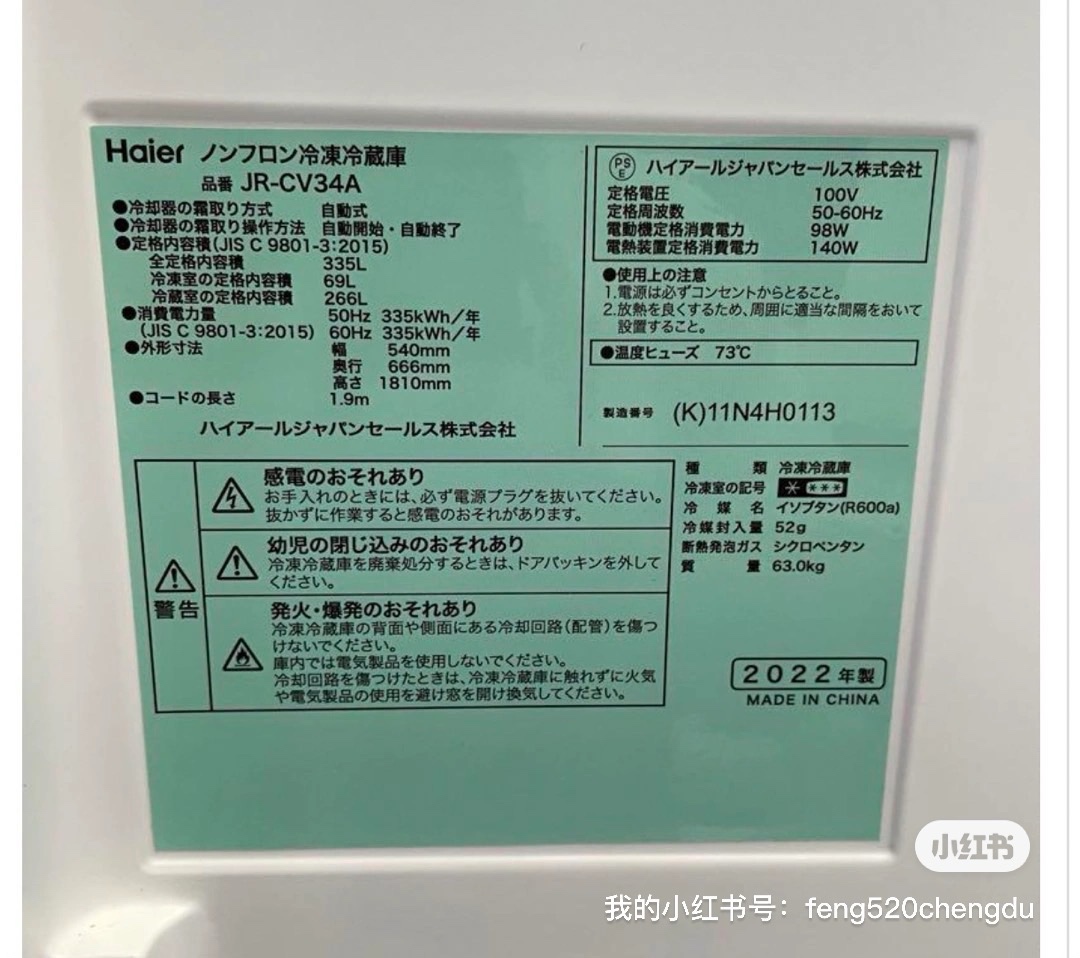 Haier ノンフロン冷凍冷蔵庫
品番 JR-CV34A
●冷却器の霜取り方式 自動式
●冷却器の霜取り操作方法 自動開始・自動終了
●定格内容積(JIS C 9801-3:2015)
全定格内容積 335L
冷凍室の定格内容積 69L
冷蔵室の定格内容積 266L
●消費電力量 50Hz 335kWh/年
(JIS C 9801-3:2015) 60Hz 335kWh/年
●外形寸法 幅 540mm
奥行 666mm
高さ 1810mm
●コードの長さ 1.9m
ハイアールジャパンセールス株式会社
PS
E
ハイアールジャパンセールス株式会社
定格電圧 100V
定格周波数 50-60Hz
電動機定格消費電力 98W
電熱装置定格消費電力 140W
●使用上の注意
1.電源は必ずコンセントからとること。
2.放熱を良くするため、周囲に適当な間隔をおいて
設置すること。
●温度ヒューズ 73℃
製造番号 (K)11N4H0113
警告
感電のおそれあり
お手入れのときには、必ず電源プラグを抜いてください。
抜かずに作業すると感電のおそれがあります。
幼児の閉じ込みのおそれあり
冷凍冷蔵庫を廃棄処分するときは、ドアパッキンを外して
ください。
発火・爆発のおそれあり
冷凍冷蔵庫の背面や側面にある冷却回路(配管)を傷つ
けないでください。
庫内では電気製品を使用しないでください。
冷却回路を傷つけたときは、冷凍冷蔵庫に触れずに火気
や電気製品の使用を避け窓を開け換気してください。
種類 冷凍冷蔵庫
冷凍室の記号 * ***
冷媒名 イソブタン(R600a)
冷媒封入量 52g
断熱発泡ガス シクロペンタン
質量 63.0kg
2022年製
MADE IN CHINA
小红书
我的小红书号：feng520chengdu